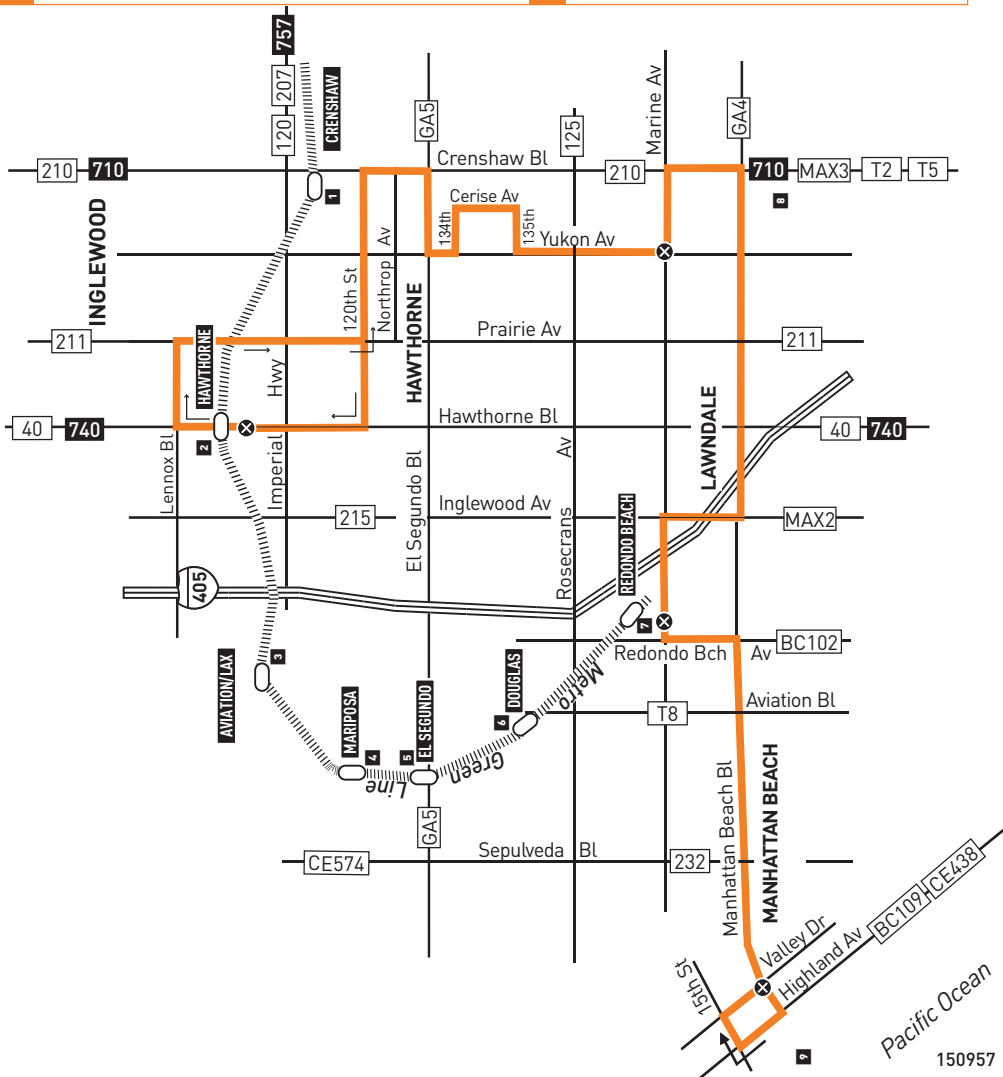 757
207
120
CRENSHAW
1
GA5
125
Marine Av
GA4
210
710
Crenshaw Bl
210
710
MAX3
T2
T5
8
Cerise Av
134th
135th
Yukon Av
INGLEWOOD
120th St
Northrop Av
HAWTHORNE
211
Prairie Av
211
HAWTHORNE
2
Imperial Hwy
40
740
Hawthorne Bl
40
740
LAWNDALE
Lennox Bl
El Segundo Bl
Rosecrans Av
215
Inglewood Av
MAX2
REDONDO BEACH
7
405
Redondo Bch Av
BC102
AVIATION/LAX
3
MARIPOSA
4
EL SEGUNDO
5
DOUGLAS
6
Metro
Green
Line
T8
Aviation Bl
GA5
CE574
Sepulveda Bl
232
Manhattan Beach Bl
MANHATTAN BEACH
BC109
CE438
Valley Dr
Highland Av
15th St
9
Pacific Ocean
150957